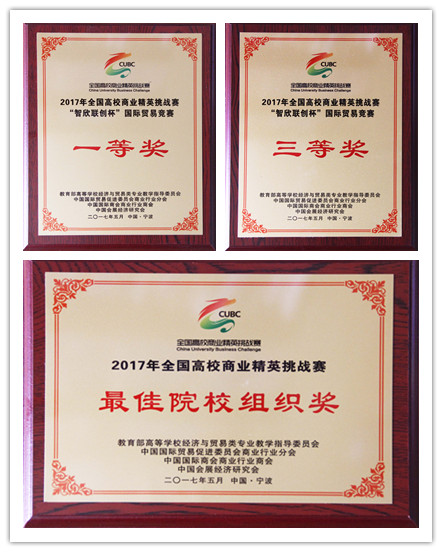 CUBC
全国高校商业精英挑战赛
China University Business Challenge
2017年全国高校商业精英挑战赛
“智欣联创杯”国际贸易竞赛
一等奖
教育部高等学校经济与贸易类专业教学指导委员会
中国国际贸易促进委员会商业行业分会
中国国际商会商业行业商会
中国会展经济研究会
二〇一七年五月 中国·宁波
CUBC
全国高校商业精英挑战赛
China University Business Challenge
2017年全国高校商业精英挑战赛
“智欣联创杯”国际贸易竞赛
三等奖
教育部高等学校经济与贸易类专业教学指导委员会
中国国际贸易促进委员会商业行业分会
中国国际商会商业行业商会
中国会展经济研究会
二〇一七年五月 中国·宁波
CUBC
全国高校商业精英挑战赛
China University Business Challenge
2017年全国高校商业精英挑战赛
最佳院校组织奖
教育部高等学校经济与贸易类专业教学指导委员会
中国国际贸易促进委员会商业行业分会
中国国际商会商业行业商会
中国会展经济研究会
二〇一七年五月 中国·宁波